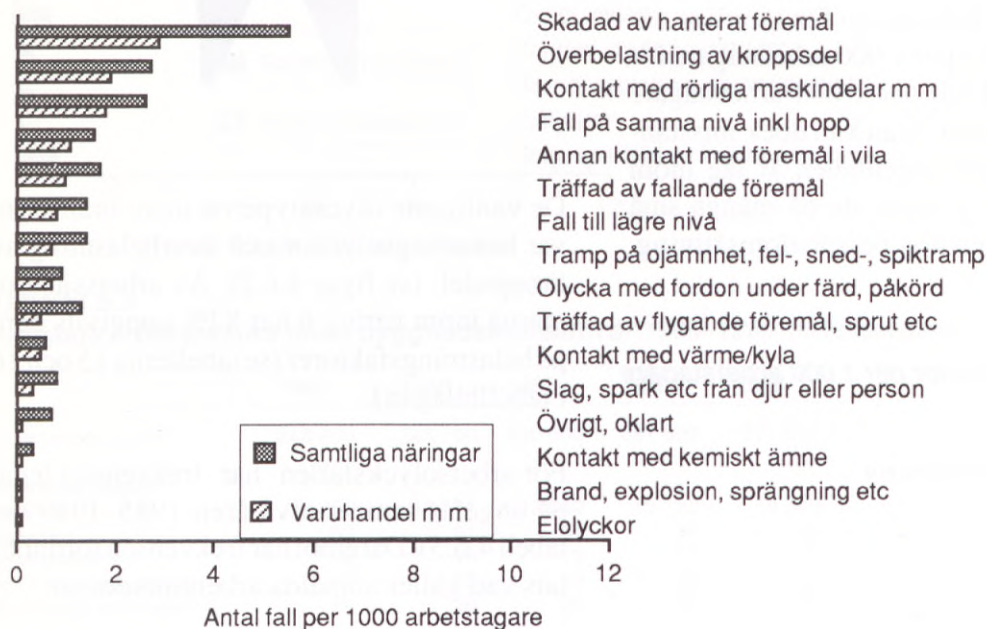 Skadad av hanterat föremål
Överbelastning av kroppsdel
Kontakt med rörliga maskindelar m m
Fall på samma nivå inkl hopp
Annan kontakt med föremål i vila
Träffad av fallande föremål
Fall till lägre nivå
Tramp på ojämnhet, fel-, sned-, spiktramp
Olycka med fordon under färd, påkörd
Träffad av flygande föremål, sprut etc
Kontakt med värme/kyla
Slag, spark etc från djur eller person
Övrigt, oklart
Kontakt med kemiskt ämne
Brand, explosion, sprängning etc
Elolyckor
Samtliga näringar
Varuhandel m m
0 2 4 6 8 10 12
Antal fall per 1000 arbetstagare